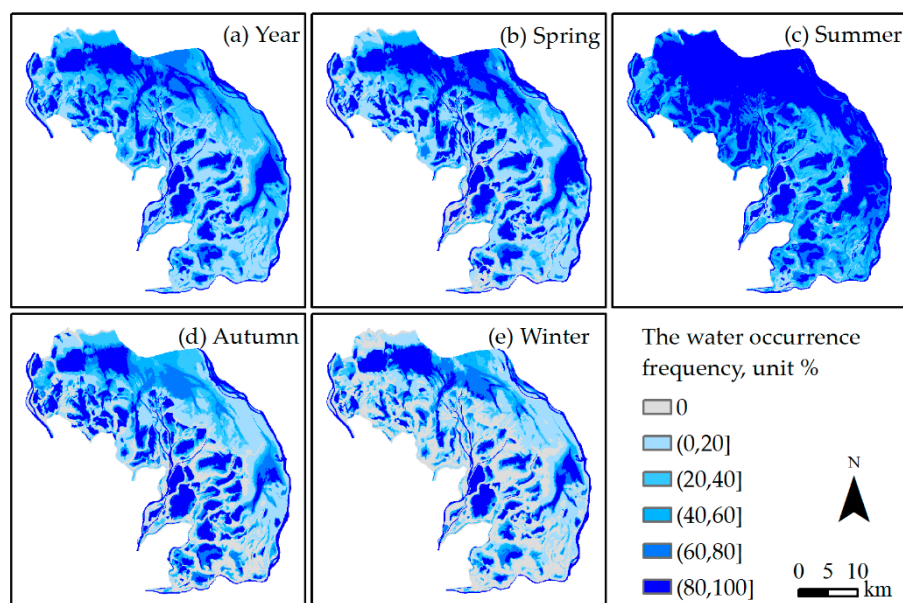 (a) Year
(b) Spring
(c) Summer
(d) Autumn
(e) Winter
The water occurrence
frequency, unit %
0
(0,20]
(20,40]
(40,60]
(60,80]
(80,100]
N
0 5 10
km